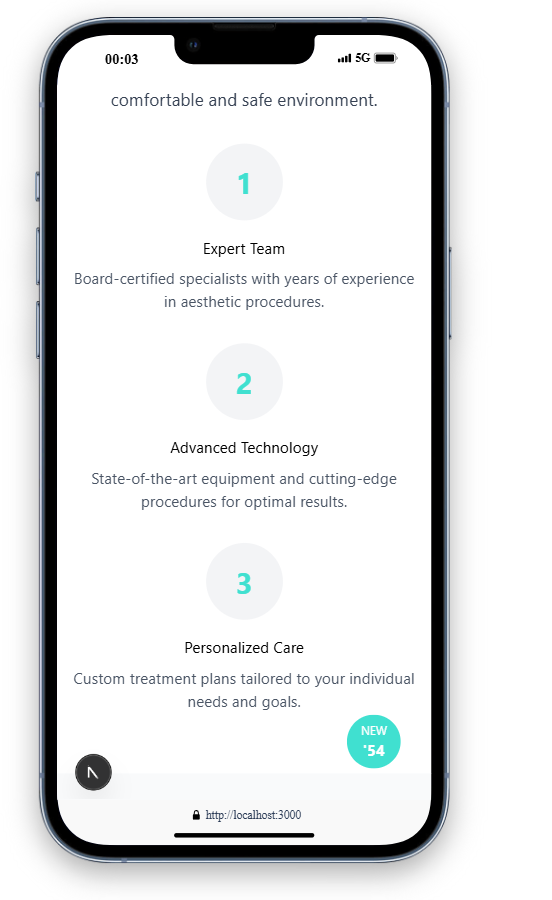 00:03
5G
comfortable and safe environment.
1
Expert Team
Board-certified specialists with years of experience
in aesthetic procedures.
2
Advanced Technology
State-of-the-art equipment and cutting-edge
procedures for optimal results.
3
Personalized Care
Custom treatment plans tailored to your individual
needs and goals.
NEW
'54
N
http://localhost:3000